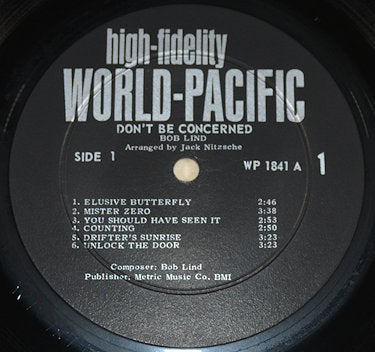 high-fidelity
WORLD-PACIFIC
DON'T BE CONCERNED
BOB LIND
Arranged by Jack Nitzsche
SIDE 1
WP 1841 A 1
1. ELUSIVE BUTTERFLY 2:46
2. MISTER ZERO 3:38
3. YOU SHOULD HAVE SEEN IT 2:53
4. COUNTING 2:50
5. DRIFTER'S SUNRISE 3:23
6. UNLOCK THE DOOR 3:23
Composer: Bob Lind
Publisher: Metric Music Co. BMI